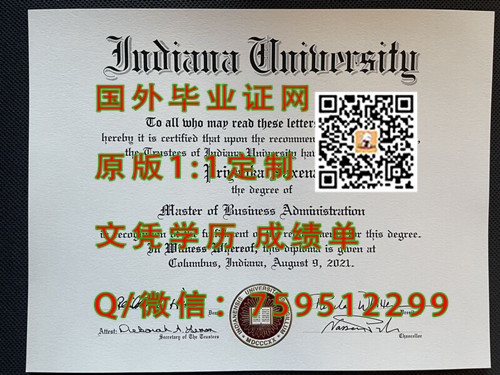 Indiana University
国外毕业证网
To all who may read these letters
hereby it is certified that upon the recommen
the Trustees of Indiana University ha
原版1:1定制
the degree of
Master of Business Administration
文凭学历 成绩单
this degree.
In Witness Whereof, this diploma is given at
Columbus, Indiana, August 9, 2021.
Q/微信：759512299
Attest:
Secretary of The Trustees
Chancellor
MDCCCXX